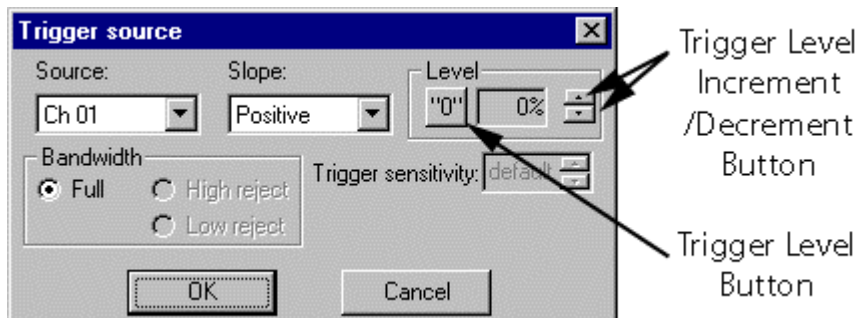 Trigger source
Source:
Slope:
Level
Ch 01
Positive
"0"
0%
Bandwidth
Full
High reject
Low reject
Trigger sensitivity:
default
OK
Cancel
Trigger Level
Increment
/Decrement
Button
Trigger Level
Button